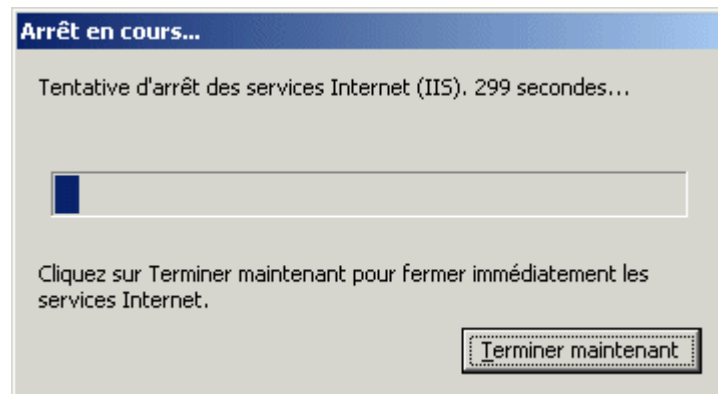 Arrêt en cours...
Tentative d'arrêt des services Internet (IIS). 299 secondes...
Cliquez sur Terminer maintenant pour fermer immédiatement les
services Internet.
Terminer maintenant